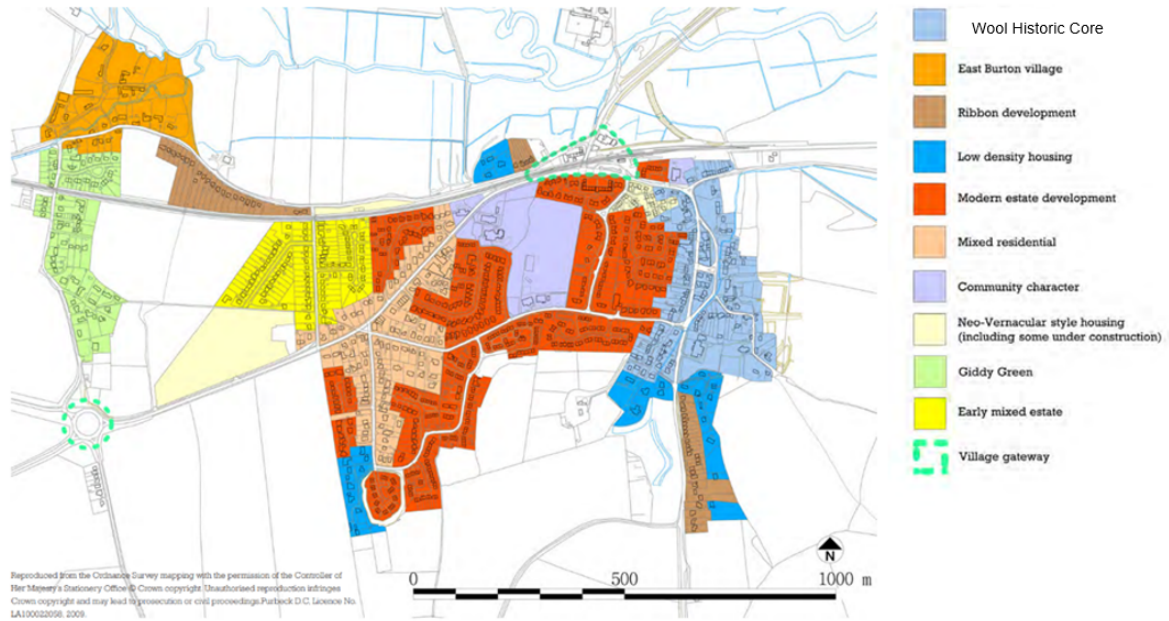 Wool Historic Core
East Burton village
Ribbon development
Low density housing
Modern estate development
Mixed residential
Community character
Neo-Vernacular style housing
(including some under construction)
Giddy Green
Early mixed estate
Village gateway
N
0 500 1000 m
Reproduced from the Ordnance Survey mapping with the permission of the Controller of
Her Majesty's Stationery Office © Crown copyright. Unauthorised reproduction infringes
Crown copyright and may lead to prosecution or civil proceedings.Purbeck D.C. Licence No.
LA100022058. 2009.